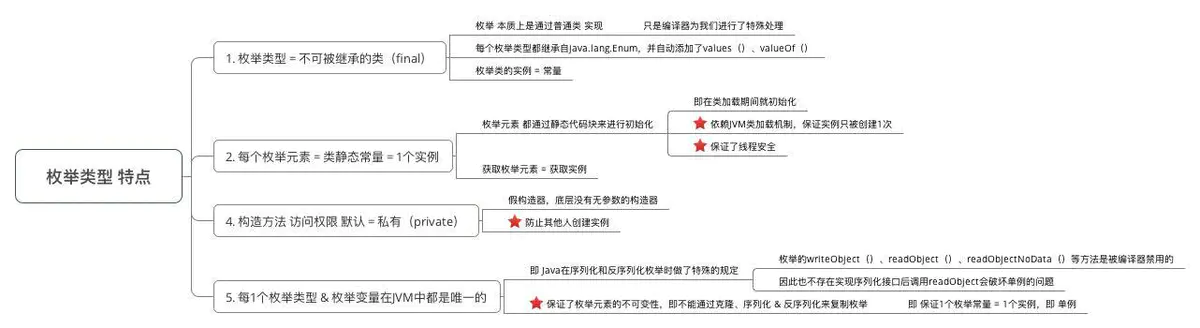 枚举类型 特点
1. 枚举类型 = 不可被继承的类（final）
枚举 本质上是通过普通类 实现
只是编译器为我们进行了特殊处理
每个枚举类型都继承自java.lang.Enum，并自动添加了values（）、valueOf（）
枚举类的实例 = 常量
2. 每个枚举元素 = 类静态常量 = 1个实例
枚举元素 都通过静态代码块来进行初始化
即在类加载期间就初始化
依赖JVM类加载机制，保证实例只被创建1次
保证了线程安全
获取枚举元素 = 获取实例
4. 构造方法 访问权限 默认 = 私有（private）
假构造器，底层没有无参数的构造器
防止其他人创建实例
5. 每1个枚举类型 & 枚举变量在JVM中都是唯一的
即 Java在序列化和反序列化枚举时做了特殊的规定
枚举的writeObject（）、readObject（）、readObjectNoData（）等方法是被编译器禁用的
因此也不存在实现序列化接口后调用readObject会破坏单例的问题
保证了枚举元素的不可变性，即不能通过克隆、序列化 & 反序列化来复制枚举
即 保证1个枚举常量 = 1个实例，即 单例